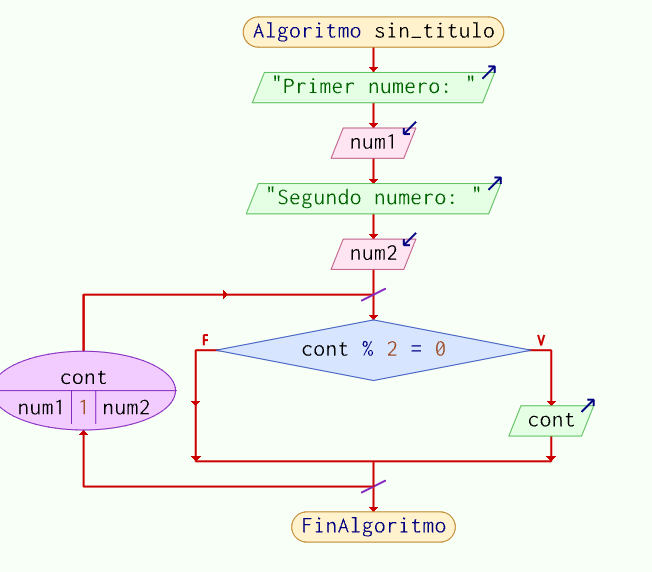 Algoritmo sin_titulo
"Primer numero: "
num1
"Segundo numero: "
num2
F
V
cont % 2 = 0
cont
num1 1 num2
cont
FinAlgoritmo